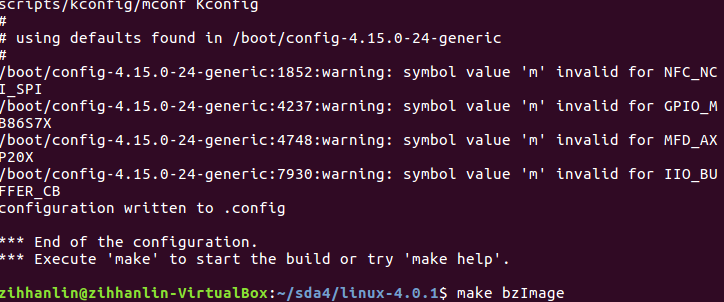 scripts/kconfig/mconf Kconfig
#
# using defaults found in /boot/config-4.15.0-24-generic
#
/boot/config-4.15.0-24-generic:1852:warning: symbol value 'm' invalid for NFC_NC
I_SPI
/boot/config-4.15.0-24-generic:4237:warning: symbol value 'm' invalid for GPIO_M
B86S7X
/boot/config-4.15.0-24-generic:4748:warning: symbol value 'm' invalid for MFD_AX
P20X
/boot/config-4.15.0-24-generic:7930:warning: symbol value 'm' invalid for IIO_BU
FFER_CB
configuration written to .config
*** End of the configuration.
*** Execute 'make' to start the build or try 'make help'.
zihhanlin@zihhanlin-VirtualBox:~/sda4/linux-4.0.1$ make bzImage